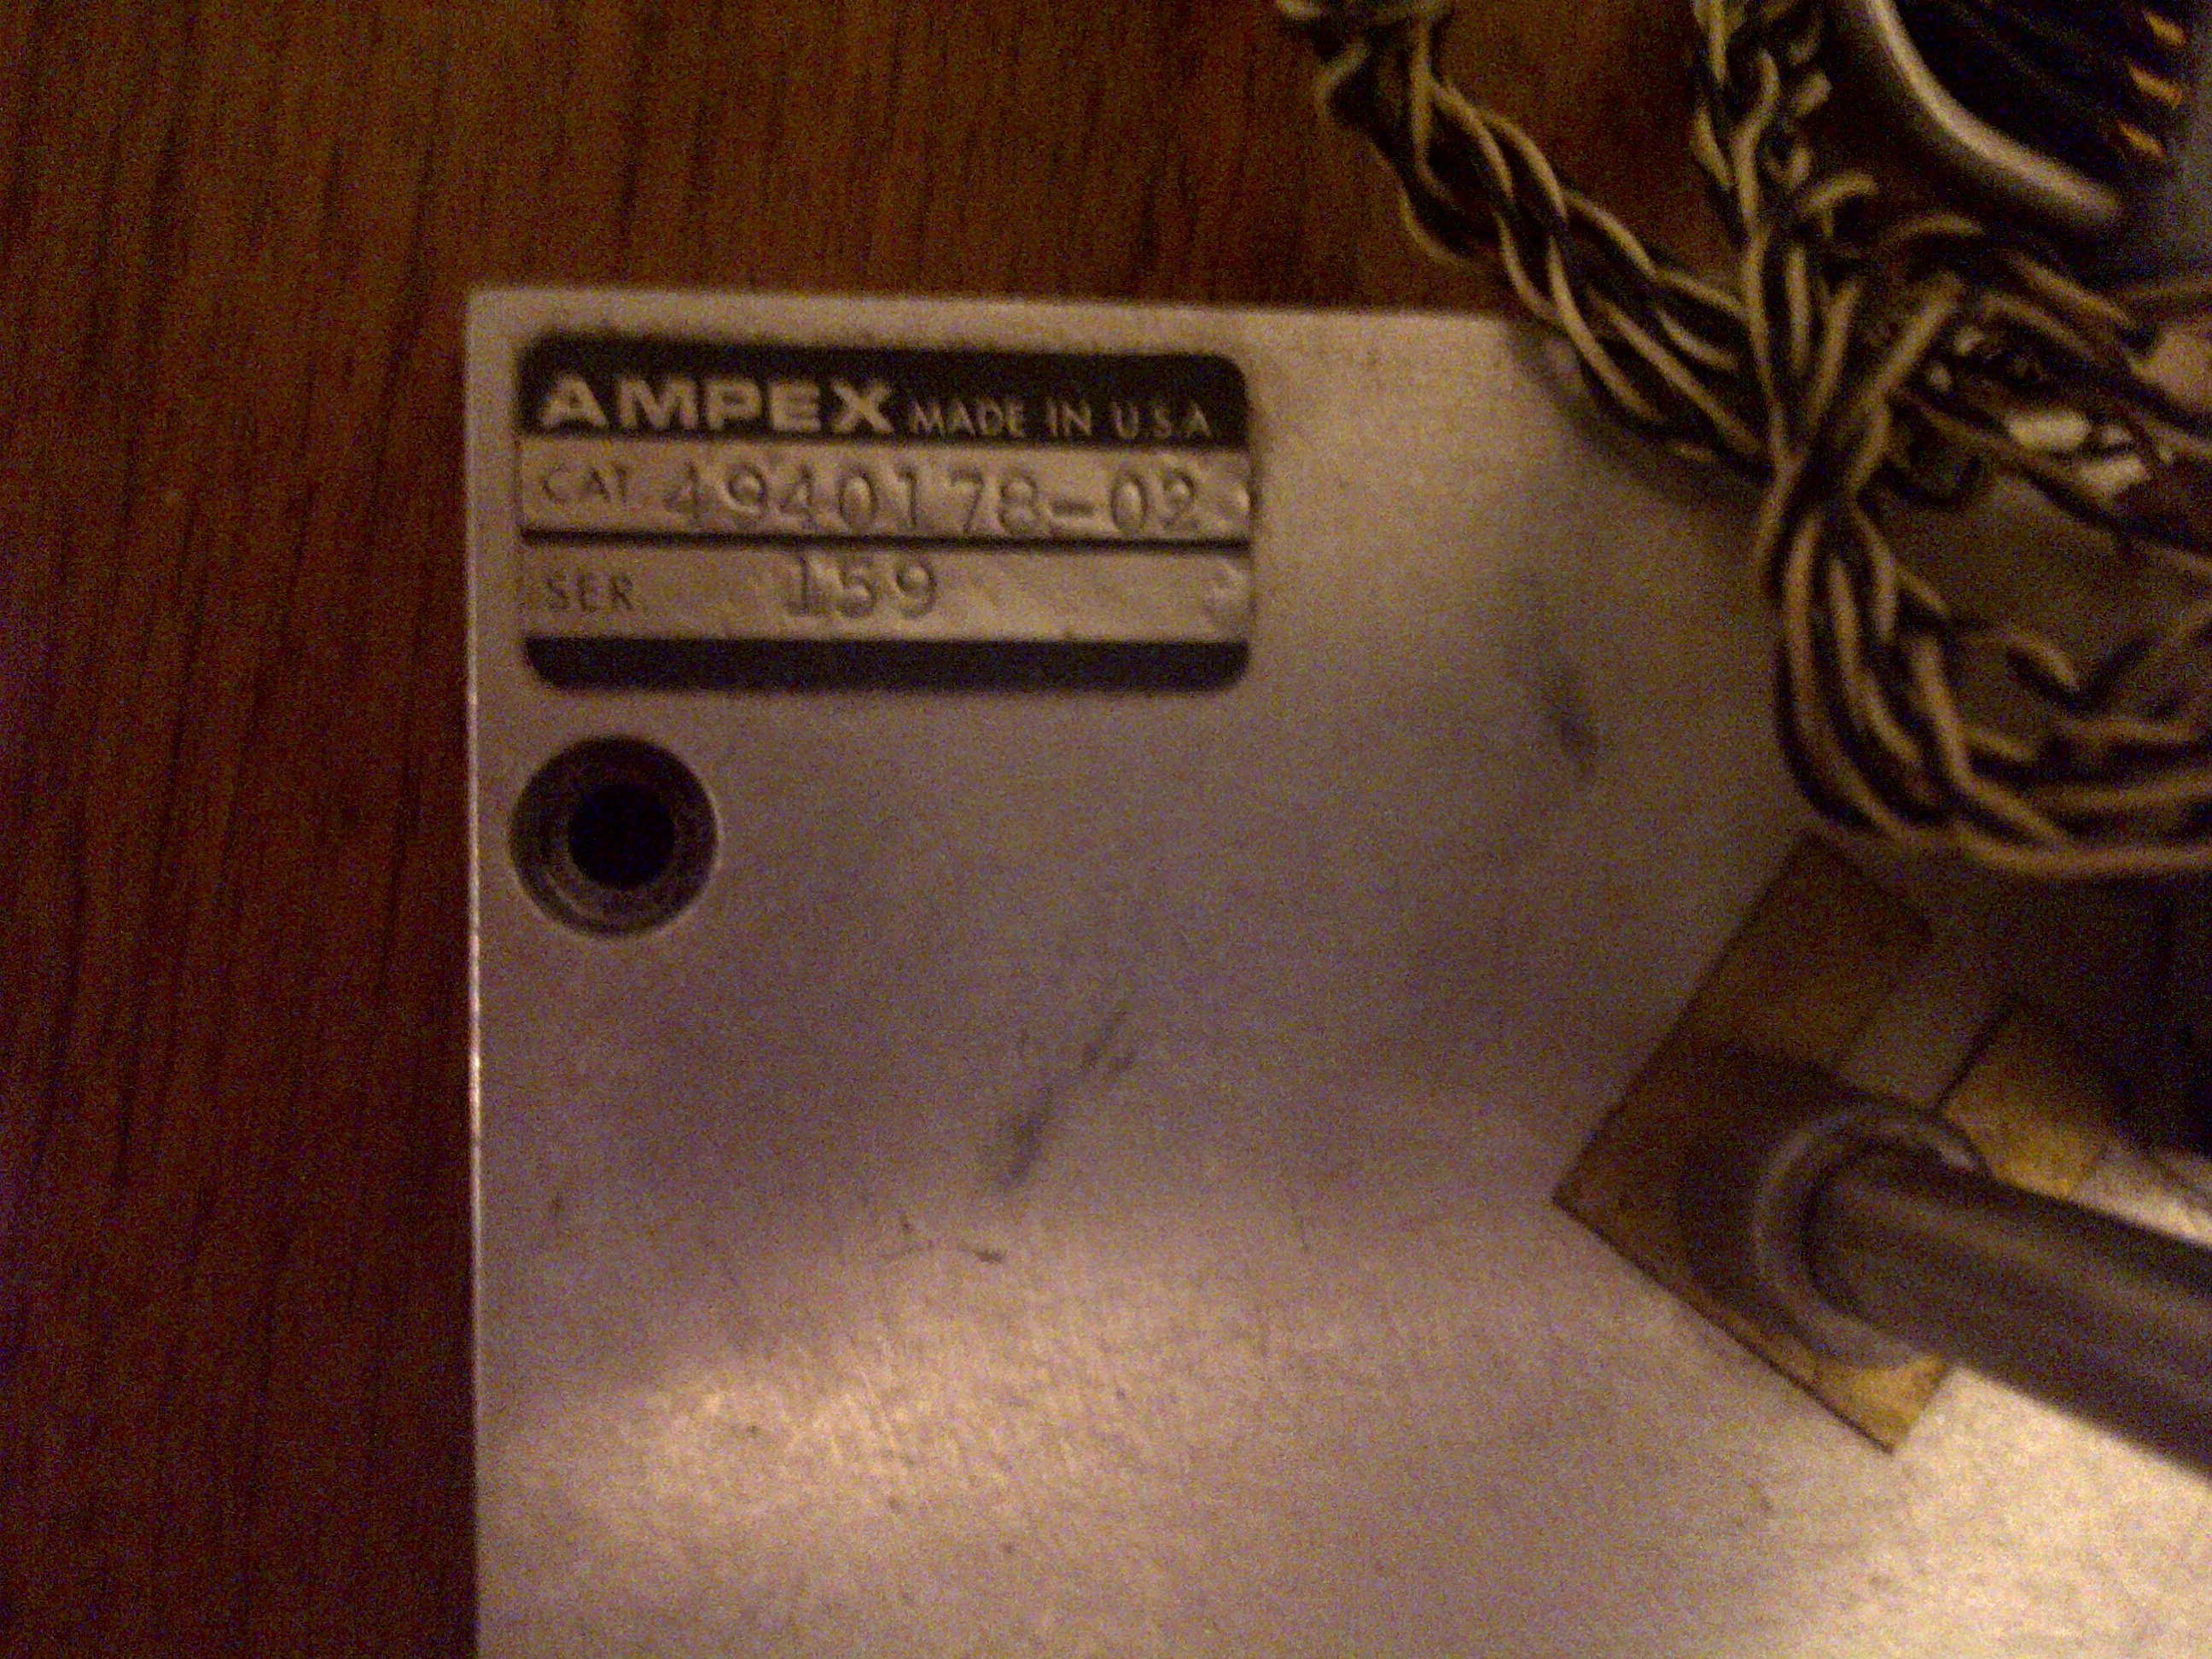 AMPEX MADE IN U.S.A
CAT. 4940178-02
SER. 159